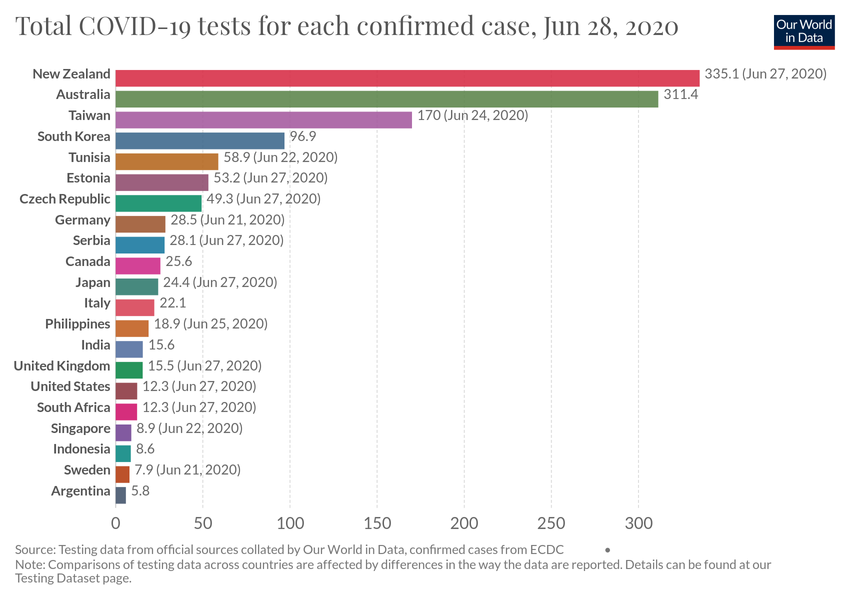 Total COVID-19 tests for each confirmed case, Jun 28, 2020
Our World
in Data
New Zealand 335.1 (Jun 27, 2020)
Australia 311.4
Taiwan 170 (Jun 24, 2020)
South Korea 96.9
Tunisia 58.9 (Jun 22, 2020)
Estonia 53.2 (Jun 27, 2020)
Czech Republic 49.3 (Jun 27, 2020)
Germany 28.5 (Jun 21, 2020)
Serbia 28.1 (Jun 27, 2020)
Canada 25.6
Japan 24.4 (Jun 27, 2020)
Italy 22.1
Philippines 18.9 (Jun 25, 2020)
India 15.6
United Kingdom 15.5 (Jun 27, 2020)
United States 12.3 (Jun 27, 2020)
South Africa 12.3 (Jun 27, 2020)
Singapore 8.9 (Jun 22, 2020)
Indonesia 8.6
Sweden 7.9 (Jun 21, 2020)
Argentina 5.8
0 50 100 150 200 250 300
Source: Testing data from official sources collated by Our World in Data, confirmed cases from ECDC •
Note: Comparisons of testing data across countries are affected by differences in the way the data are reported. Details can be found at our
Testing Dataset page.